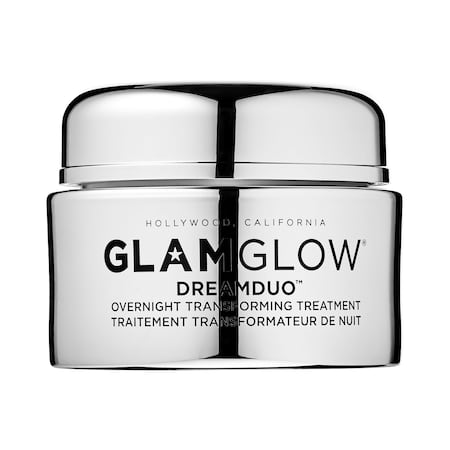 HOLLYWOOD, CALIFORNIA
GLAMGLOW®
DREAMDUO™
OVERNIGHT TRANSFORMING TREATMENT
TRAITEMENT TRANSFORMATEUR DE NUIT